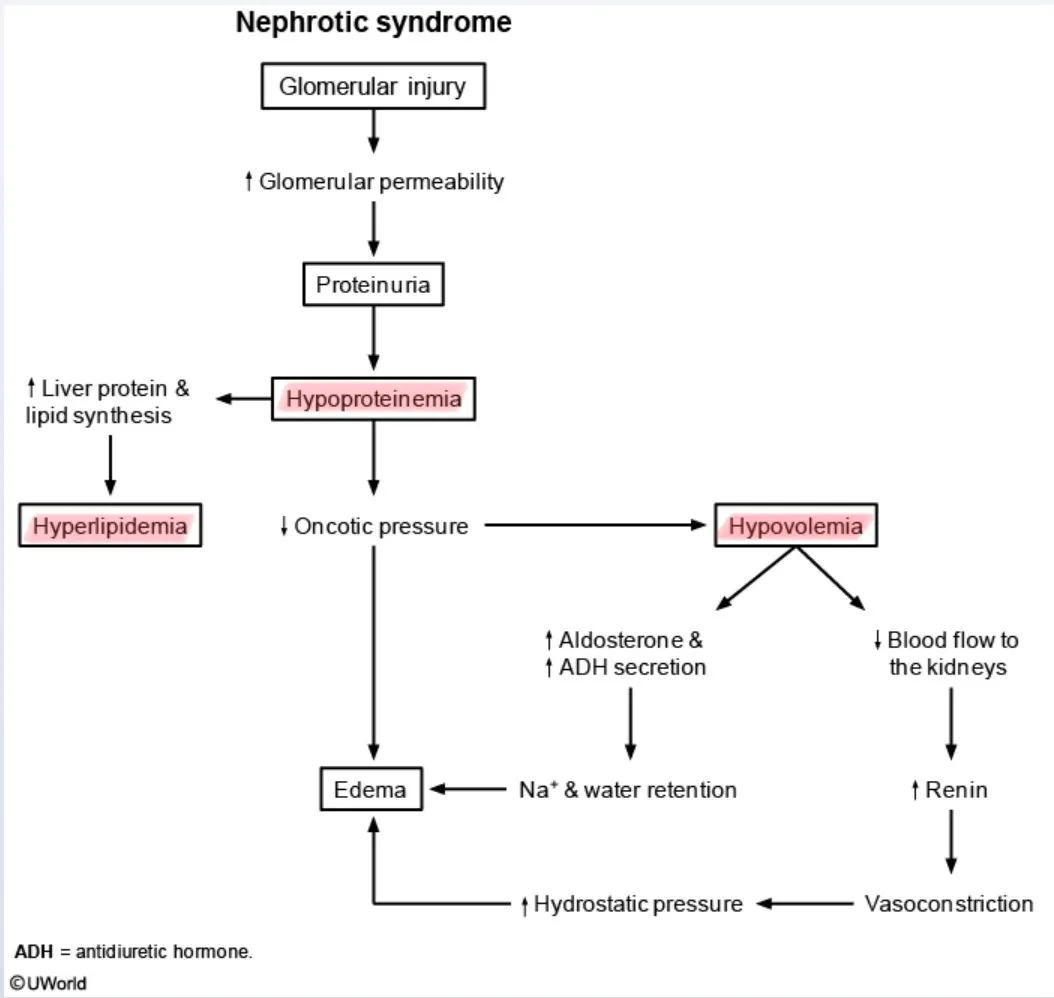 Nephrotic syndrome
Glomerular injury
↑ Glomerular permeability
Proteinuria
↑ Liver protein &
lipid synthesis
Hypoproteinemia
Hyperlipidemia
↓ Oncotic pressure
Hypovolemia
↑ Aldosterone &
↑ ADH secretion
↓ Blood flow to
the kidneys
Edema
Na⁺ & water retention
↑ Renin
↑ Hydrostatic pressure
Vasoconstriction
ADH = antidiuretic hormone.
©UWorld